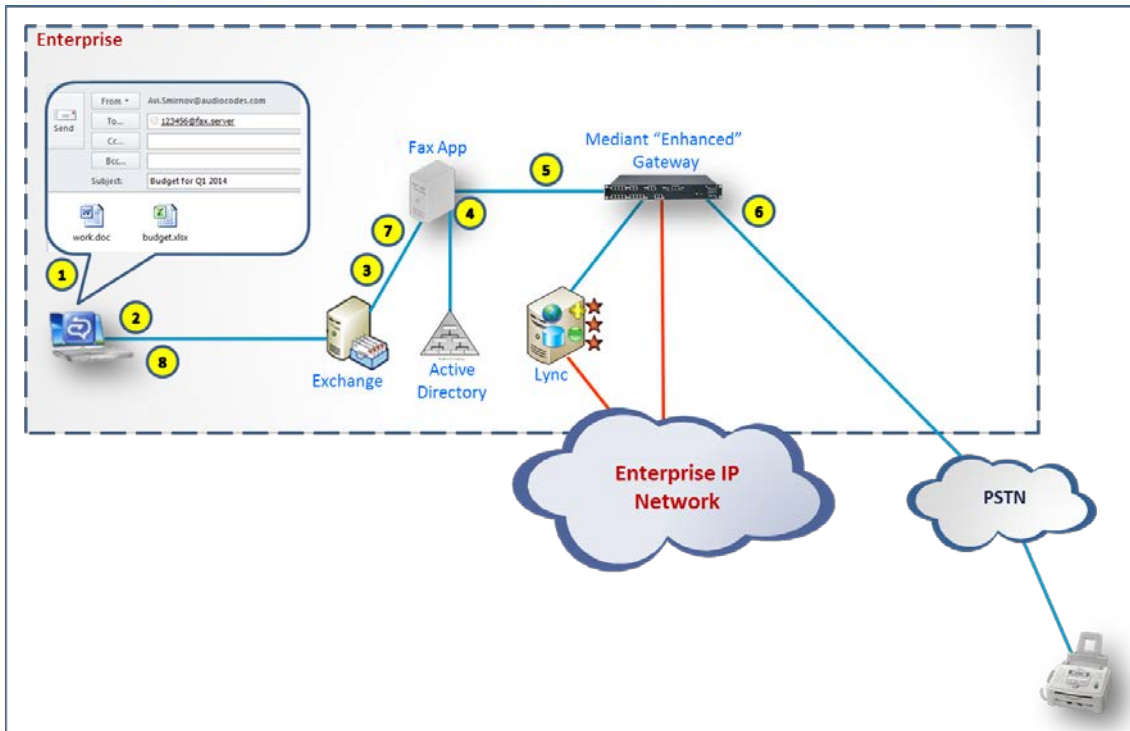 Enterprise
From
Avi.Smirnov@audiocodes.com
Send
To...
123456@fax.server
Cc...
Bcc...
Subject:
Budget for Q1 2014
work.doc
budget.xlsx
1
2
8
Exchange
3
7
Fax App
4
Active
Directory
5
Mediant "Enhanced"
Gateway
6
Lync
Enterprise IP
Network
PSTN